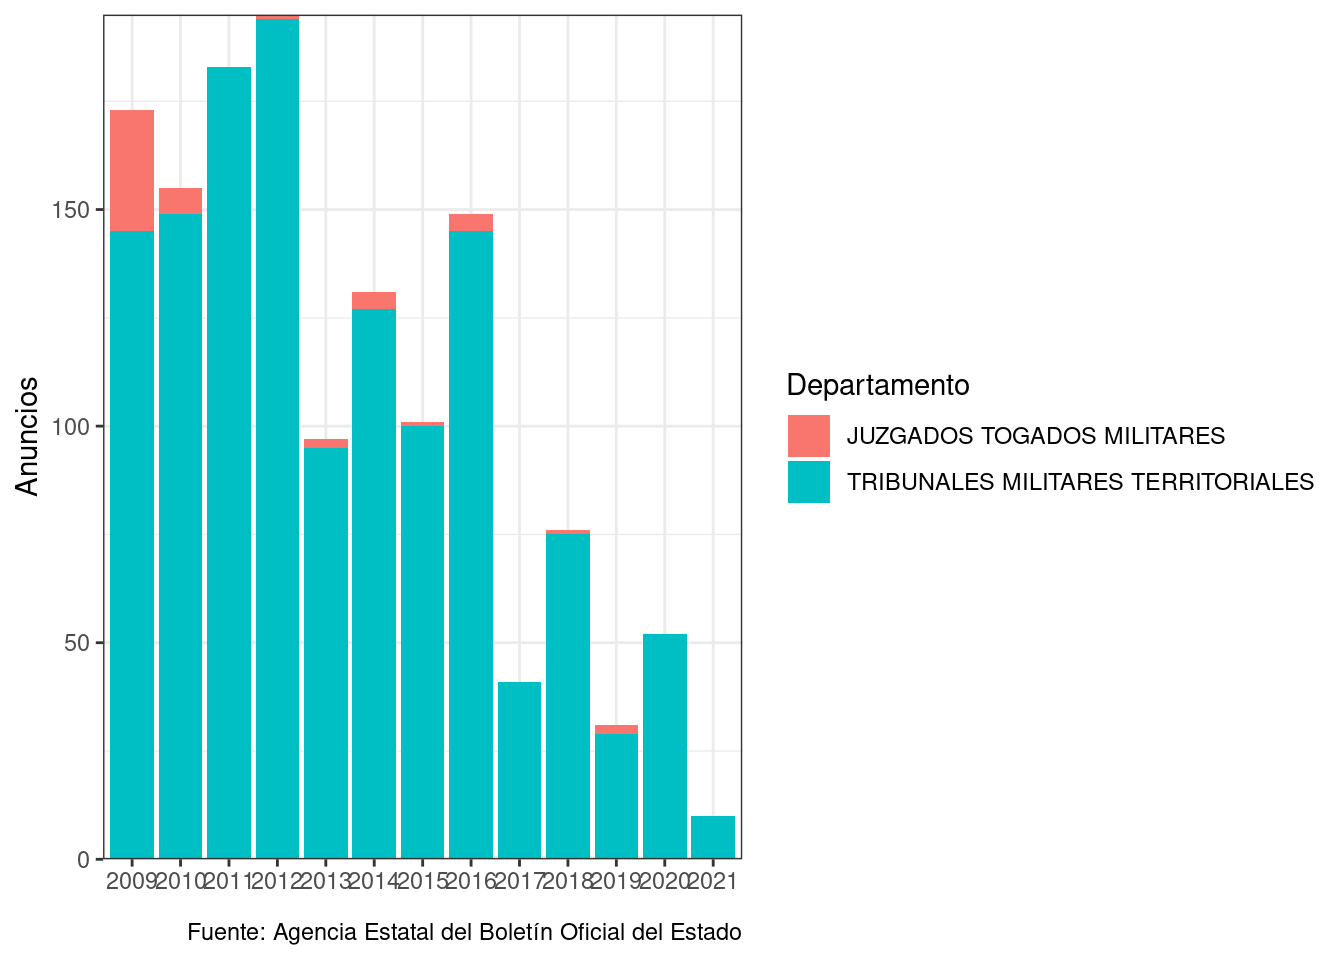 Anuncios
150
100
50
0
2009 2010 2011 2012 2013 2014 2015 2016 2017 2018 2019 2020 2021
Departamento
JUZGADOS TOGADOS MILITARES
TRIBUNALES MILITARES TERRITORIALES
Fuente: Agencia Estatal del Boletín Oficial del Estado